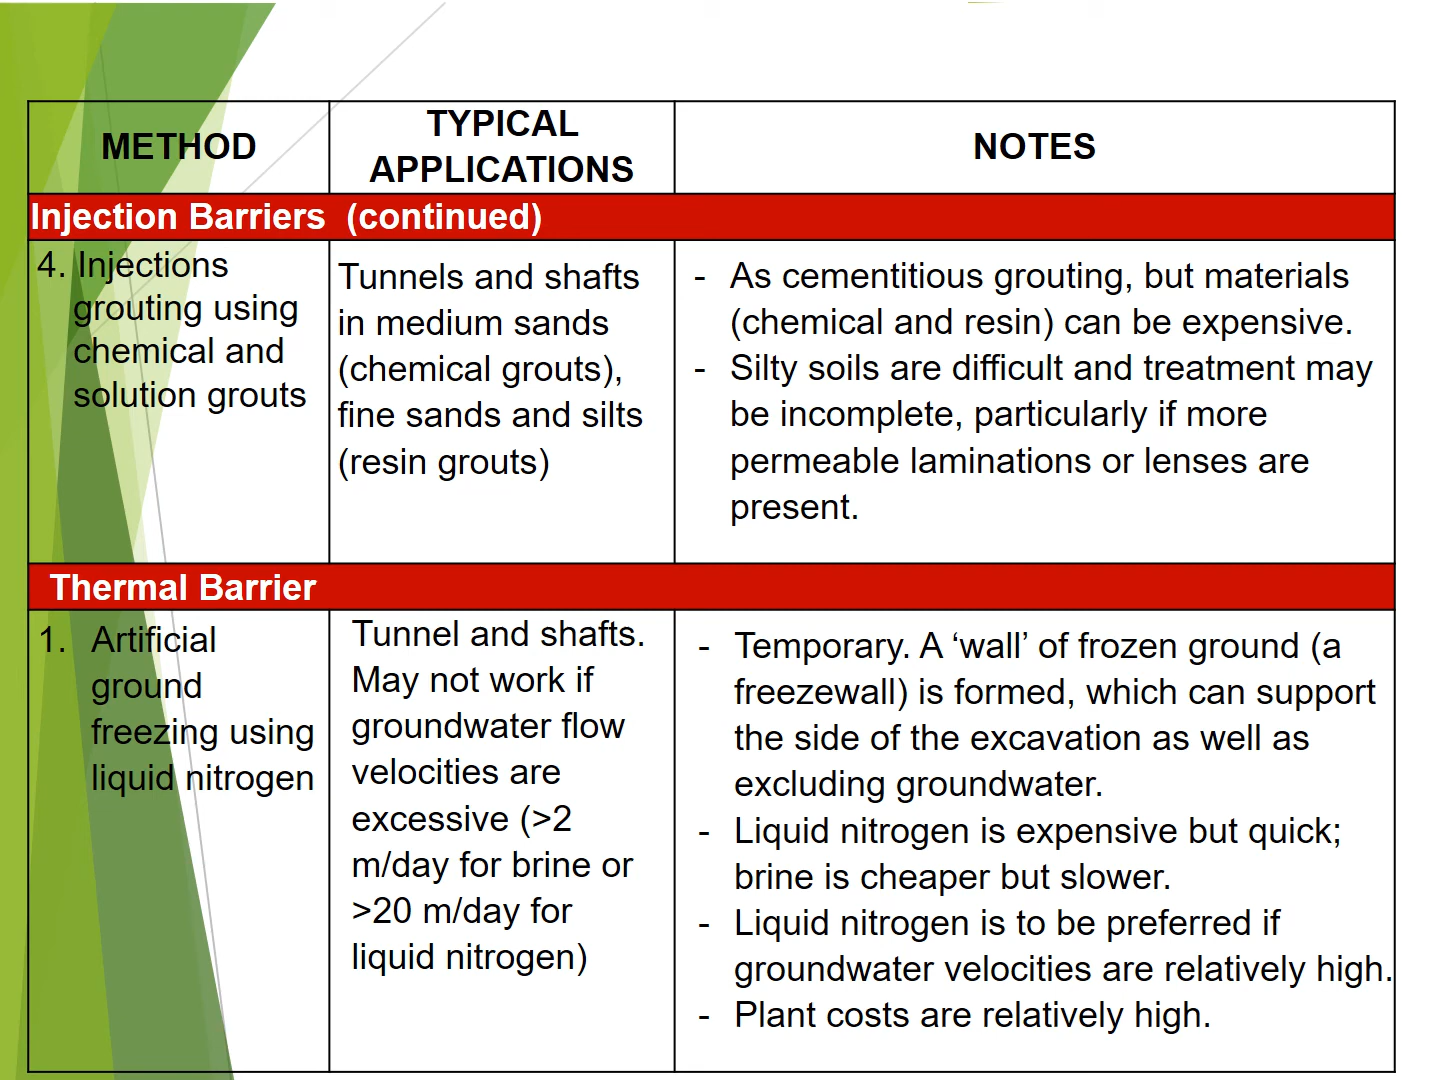 METHOD
TYPICAL
APPLICATIONS
NOTES
Injection Barriers (continued)
4. Injections
grouting using
chemical and
solution grouts
Tunnels and shafts
in medium sands
(chemical grouts),
fine sands and silts
(resin grouts)
- As cementitious grouting, but materials
(chemical and resin) can be expensive.
- Silty soils are difficult and treatment may
be incomplete, particularly if more
permeable laminations or lenses are
present.
Thermal Barrier
1. Artificial
ground
freezing using
liquid nitrogen
Tunnel and shafts.
May not work if
groundwater flow
velocities are
excessive (>2
m/day for brine or
>20 m/day for
liquid nitrogen)
- Temporary. A ‘wall’ of frozen ground (a
freezewall) is formed, which can support
the side of the excavation as well as
excluding groundwater.
- Liquid nitrogen is expensive but quick;
brine is cheaper but slower.
- Liquid nitrogen is to be preferred if
groundwater velocities are relatively high.
- Plant costs are relatively high.